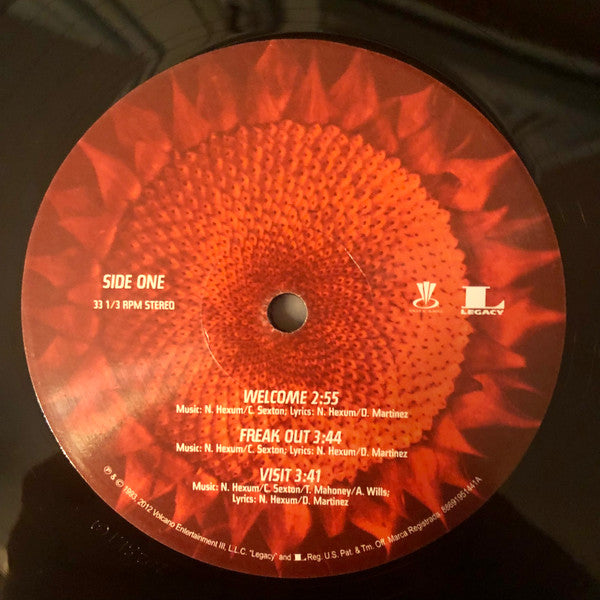 SIDE ONE
33 1/3 RPM STEREO
L
LEGACY
WELCOME 2:55
Music: N. Hexum/C. Sexton; Lyrics: N. Hexum/D. Martinez
FREAK OUT 3:44
Music: N. Hexum/C. Sexton; Lyrics: N. Hexum/D. Martinez
VISIT 3:41
Music: N. Hexum/C. Sexton/T. Mahoney/A. Wills;
Lyrics: N. Hexum/D. Martinez
℗ & © 1993, 2012 Volcano Entertainment III, L.L.C. "Legacy" and L Reg. U.S. Pat. & Tm. Off. Marca Registrada. 88691951441A